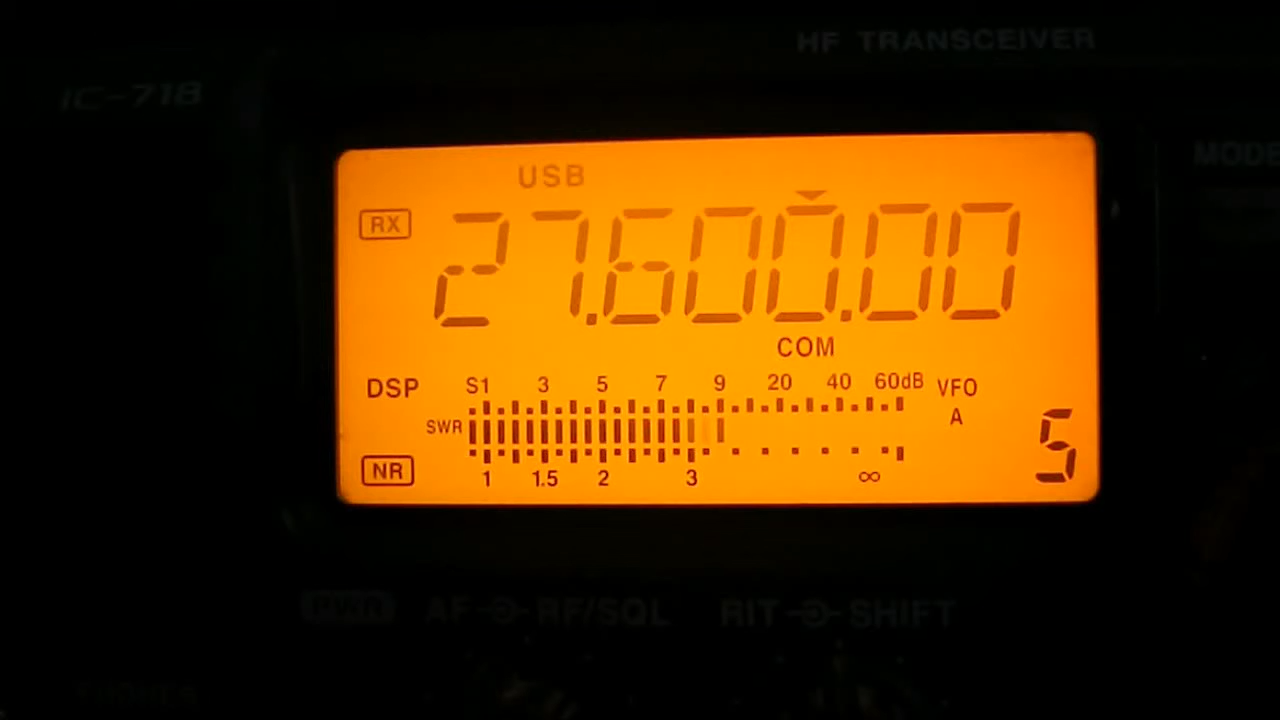 HF TRANSCEIVER
IC-718
MODE
USB
RX 27.600.00
COM
DSP S1 3 5 7 9 20 40 60dB VFO
A
SWR
5
NR 1 1.5 2 3 ∞
PWR AF RF/SQL RIT SHIFT
PHONES